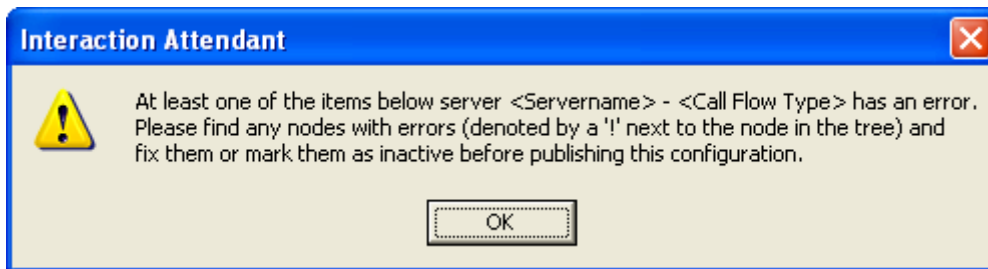 Interaction Attendant
At least one of the items below server <Servername> - <Call Flow Type> has an error.
Please find any nodes with errors (denoted by a '!' next to the node in the tree) and
fix them or mark them as inactive before publishing this configuration.
OK